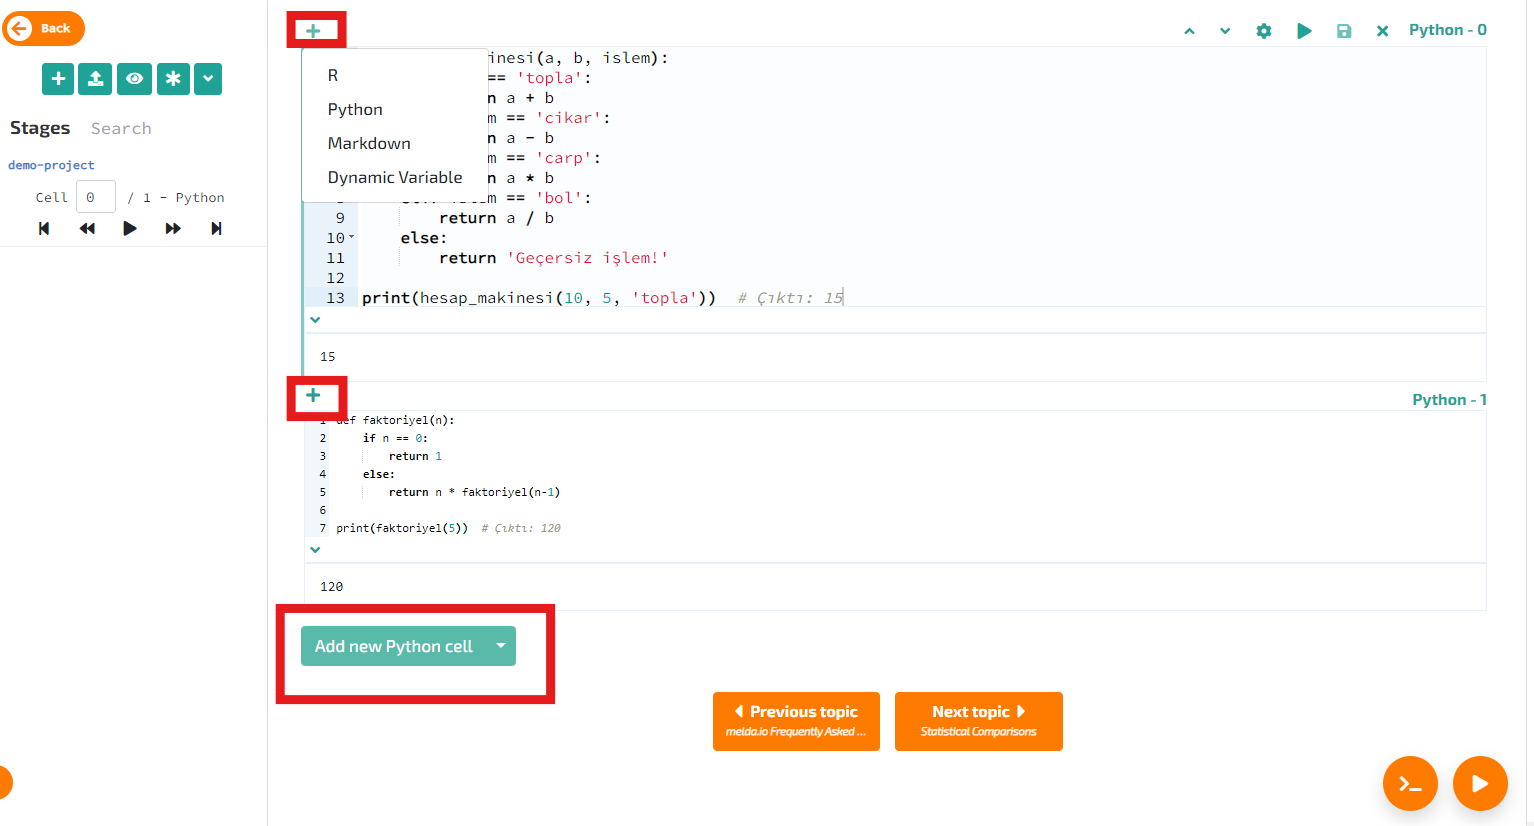 Back
Stages Search
demo-project
Cell 0 / 1 - Python
Python - 0
R
Python
Markdown
Dynamic Variable
inesi(a, b, islem):
== 'topla':
n a + b
m == 'cikar':
n a - b
m == 'carp':
n a * b
== 'bol':
9 return a / b
10 else:
11 return 'Geçersiz işlem!'
12
13 print(hesap_makinesi(10, 5, 'topla')) # Çıktı: 15
15
Python - 1
1 def faktoriyel(n):
2 if n == 0:
3 return 1
4 else:
5 return n * faktoriyel(n-1)
6
7 print(faktoriyel(5)) # Çıktı: 120
120
Add new Python cell
Previous topic
melda.io Frequently Asked ...
Next topic
Statistical Comparisons